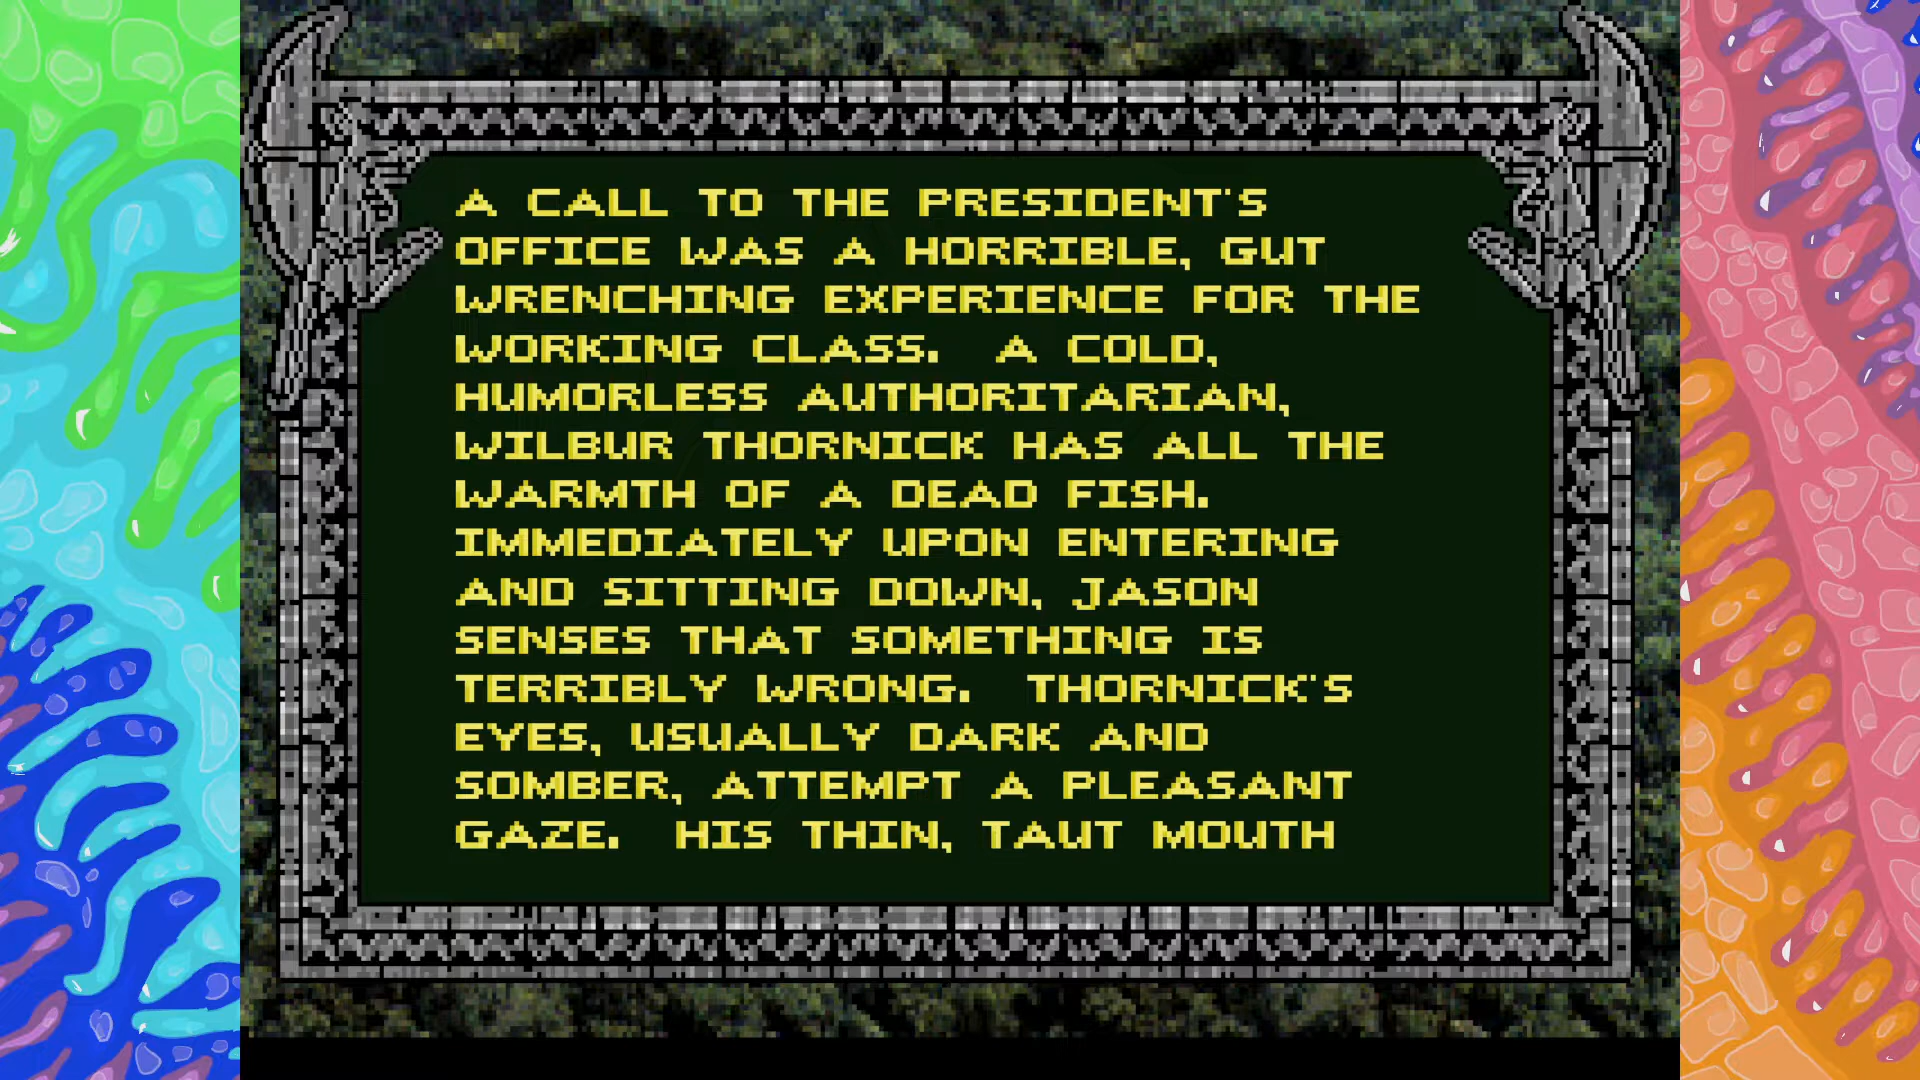 A CALL TO THE PRESIDENT'S
OFFICE WAS A HORRIBLE, GUT
WRENCHING EXPERIENCE FOR THE
WORKING CLASS.  A COLD,
HUMORLESS AUTHORITARIAN,
WILBUR THORNICK HAS ALL THE
WARMTH OF A DEAD FISH.
IMMEDIATELY UPON ENTERING
AND SITTING DOWN, JASON
SENSES THAT SOMETHING IS
TERRIBLY WRONG.  THORNICK'S
EYES, USUALLY DARK AND
SOMBER, ATTEMPT A PLEASANT
GAZE.  HIS THIN, TAUT MOUTH